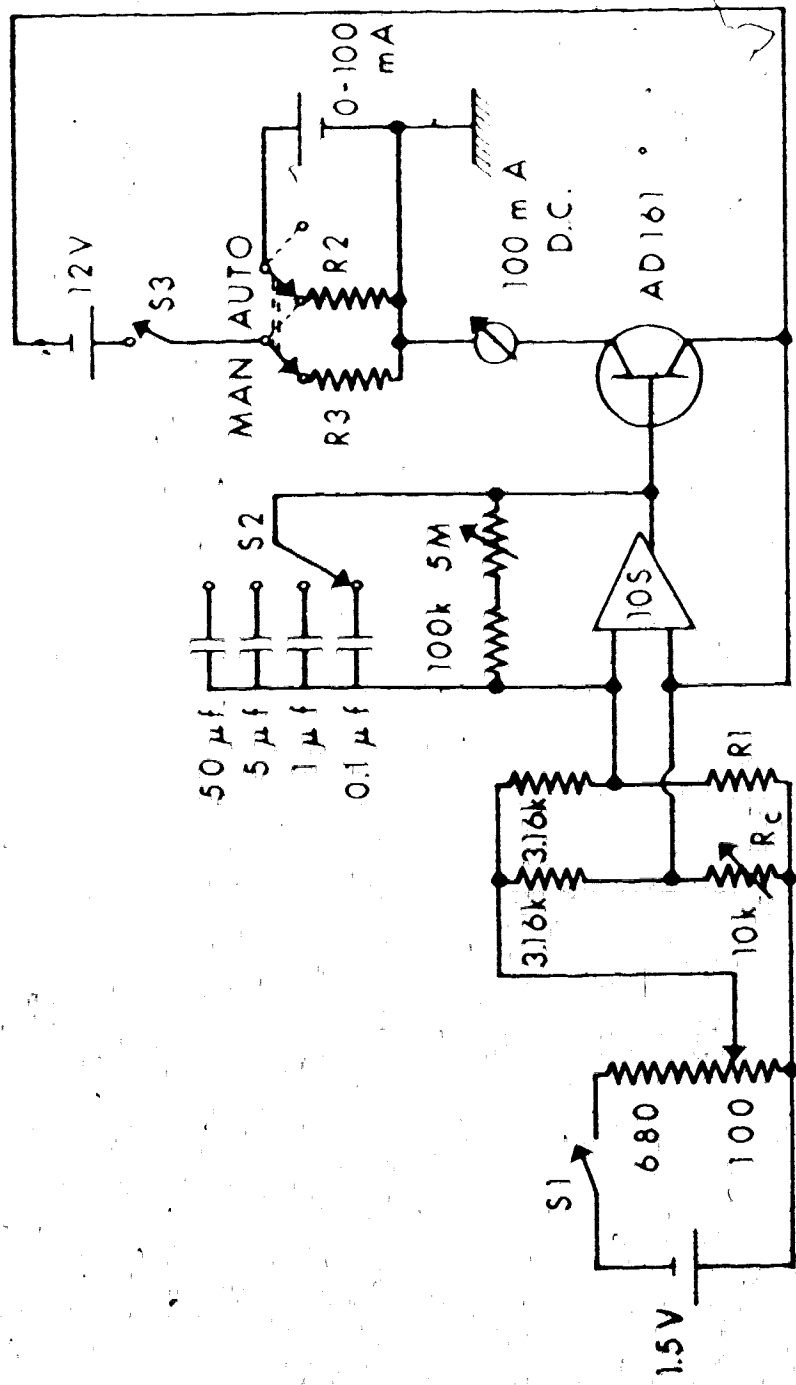 12V
S3
MAN AUTO
0-100
mA
R3
R2
S2
50 µf
5 µf
1 µf
0.1 µf
100k 5M
100 mA
D.C.
10S
AD161
3.16k
3.16k
R1
Rc
10k
S1
680
100
1.5V